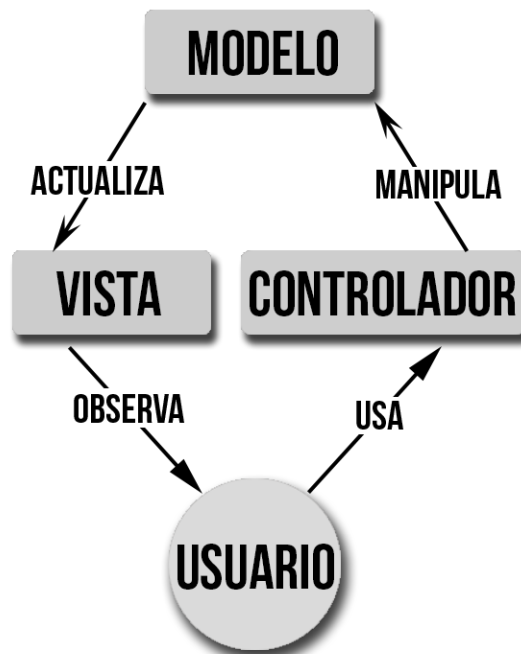 MODELO
ACTUALIZA
MANIPULA
VISTA
CONTROLADOR
OBSERVA
USA
USUARIO